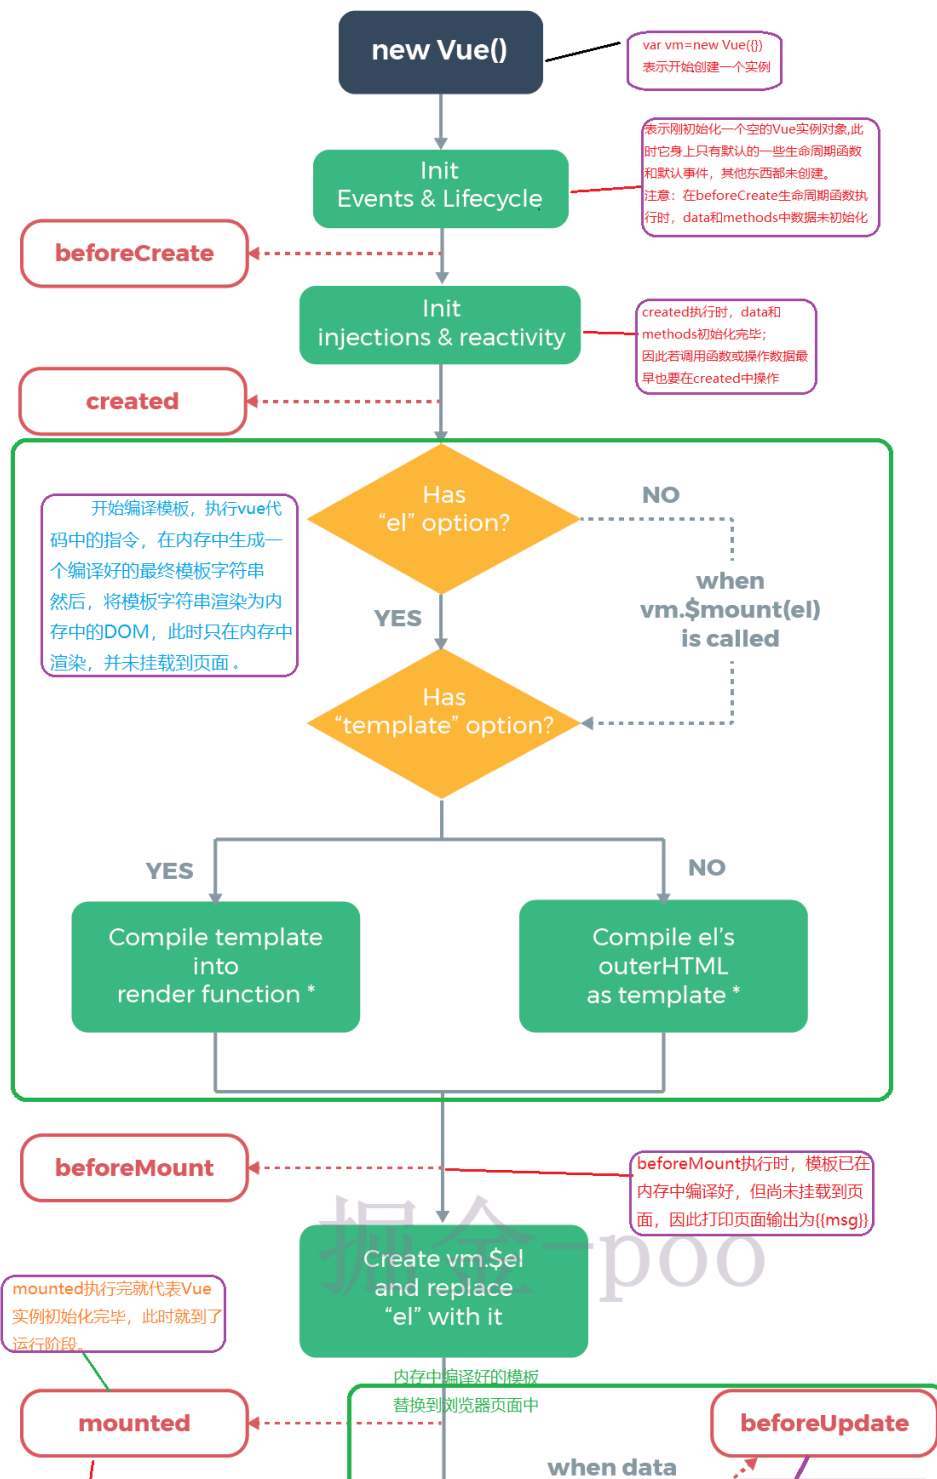 new Vue()
var vm=new Vue({})
表示开始创建一个实例
表示刚初始化一个空的Vue实例对象,此
时它身上只有默认的一些生命周期函数
和默认事件，其他东西都未创建。
注意：在beforeCreate生命周期函数执
行时，data和methods中数据未初始化
Init
Events & Lifecycle
beforeCreate
Init
injections & reactivity
created执行时，data和
methods初始化完毕；
因此若调用函数或操作数据最
早也要在created中操作
created
Has
“el” option?
NO
开始编译模板，执行vue代
码中的指令，在内存中生成一
个编译好的最终模板字符串
然后，将模板字符串渲染为内
存中的DOM，此时只在内存中
渲染，并未挂载到页面。
when
vm.$mount(el)
is called
YES
Has
“template” option?
YES
NO
Compile template
into
render function *
Compile el’s
outerHTML
as template *
beforeMount
beforeMount执行时，模板已在
内存中编译好，但尚未挂载到页
面，因此打印页面输出为{{msg}}
掘金-poo
Create vm.$el
and replace
“el” with it
mounted执行完就代表Vue
实例初始化完毕，此时就到了
运行阶段。
内存中编译好的模板
替换到浏览器页面中
mounted
beforeUpdate
when data